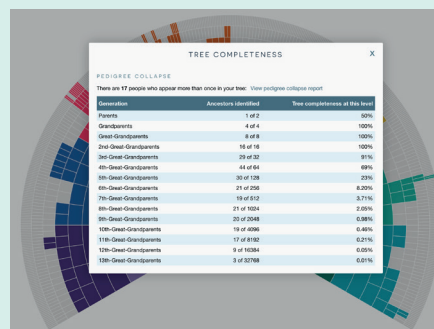 TREE COMPLETENESS X
PEDIGREE COLLAPSE
There are 17 people who appear more than once in your tree: View pedigree collapse report
Generation Ancestors identified Tree completeness at this level
Parents 1 of 2 50%
Grandparents 4 of 4 100%
Great-Grandparents 8 of 8 100%
2nd-Great-Grandparents 16 of 16 100%
3rd-Great-Grandparents 29 of 32 91%
4th-Great-Grandparents 44 of 64 69%
5th-Great-Grandparents 30 of 128 23%
6th-Great-Grandparents 21 of 256 8.20%
7th-Great-Grandparents 19 of 512 3.71%
8th-Great-Grandparents 21 of 1024 2.05%
9th-Great-Grandparents 20 of 2048 0.98%
10th-Great-Grandparents 19 of 4096 0.46%
11th-Great-Grandparents 17 of 8192 0.21%
12th-Great-Grandparents 9 of 16384 0.05%
13th-Great-Grandparents 3 of 32768 0.01%